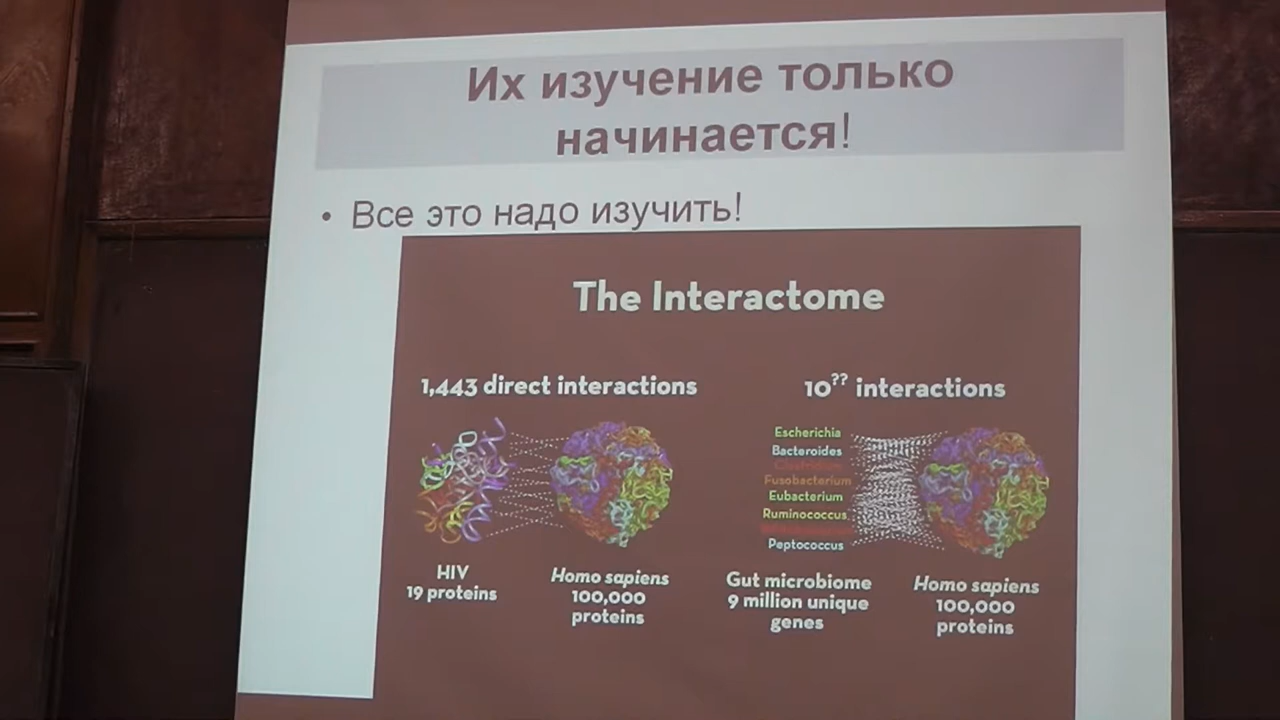 Их изучение только
начинается!
• Все это надо изучить!
The Interactome
1,443 direct interactions
10?? interactions
Escherichia
Bacteroides
Clostridium
Fusobacterium
Eubacterium
Ruminococcus
Peptococcus
HIV
19 proteins
Homo sapiens
100,000
proteins
Gut microbiome
9 million unique
genes
Homo sapiens
100,000
proteins